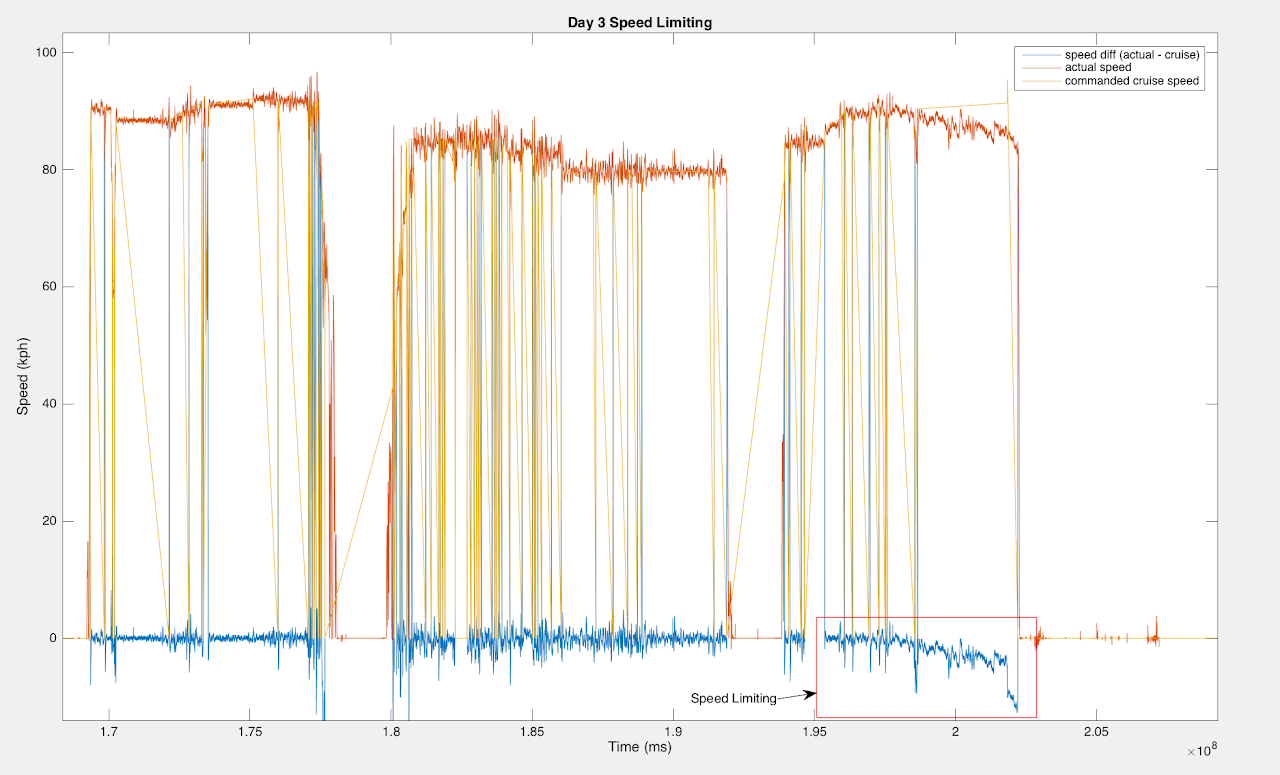 Day 3 Speed Limiting
speed diff (actual - cruise)
actual speed
commanded cruise speed
100
80
60
40
20
0
Speed (kph)
Speed Limiting
1.7
1.75
1.8
1.85
1.9
1.95
2
2.05
Time (ms)
×10^8